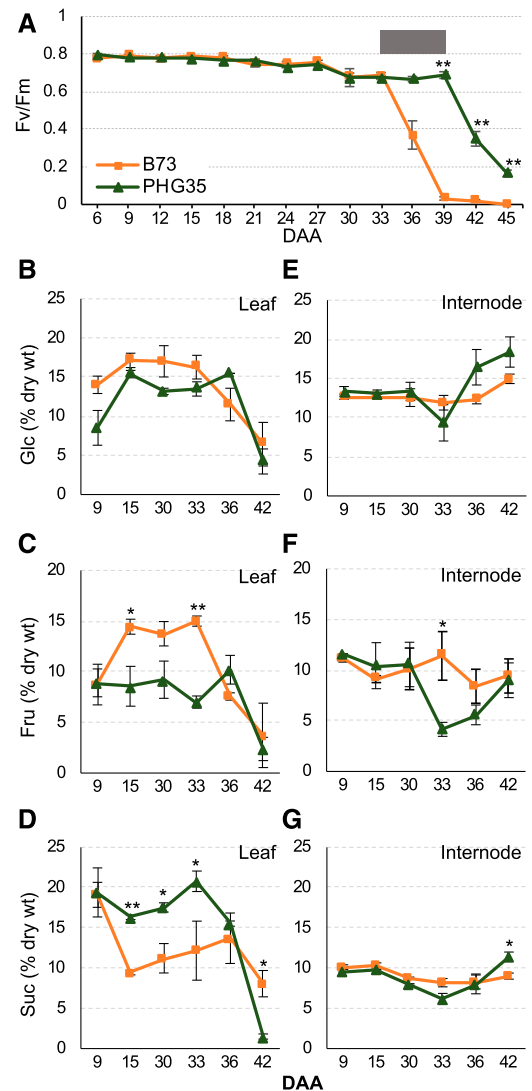 A
Fv/Fm
1
0.8
0.6
0.4
0.2
0
**
**
**
B73
PHG35
6 9 12 15 18 21 24 27 30 33 36 39 42 45
DAA
B
Leaf
Glc (% dry wt)
25
20
15
10
5
0
9 15 30 33 36 42
E
Internode
25
20
15
10
5
0
9 15 30 33 36 42
C
Leaf
Fru (% dry wt)
20
15
10
5
0
* **
9 15 30 33 36 42
F
Internode
20
15
10
5
0
*
9 15 30 33 36 42
D
Leaf
Suc (% dry wt)
25
20
15
10
5
0
** * * *
9 15 30 33 36 42
G
Internode
25
20
15
10
5
0
*
9 15 30 33 36 42
DAA